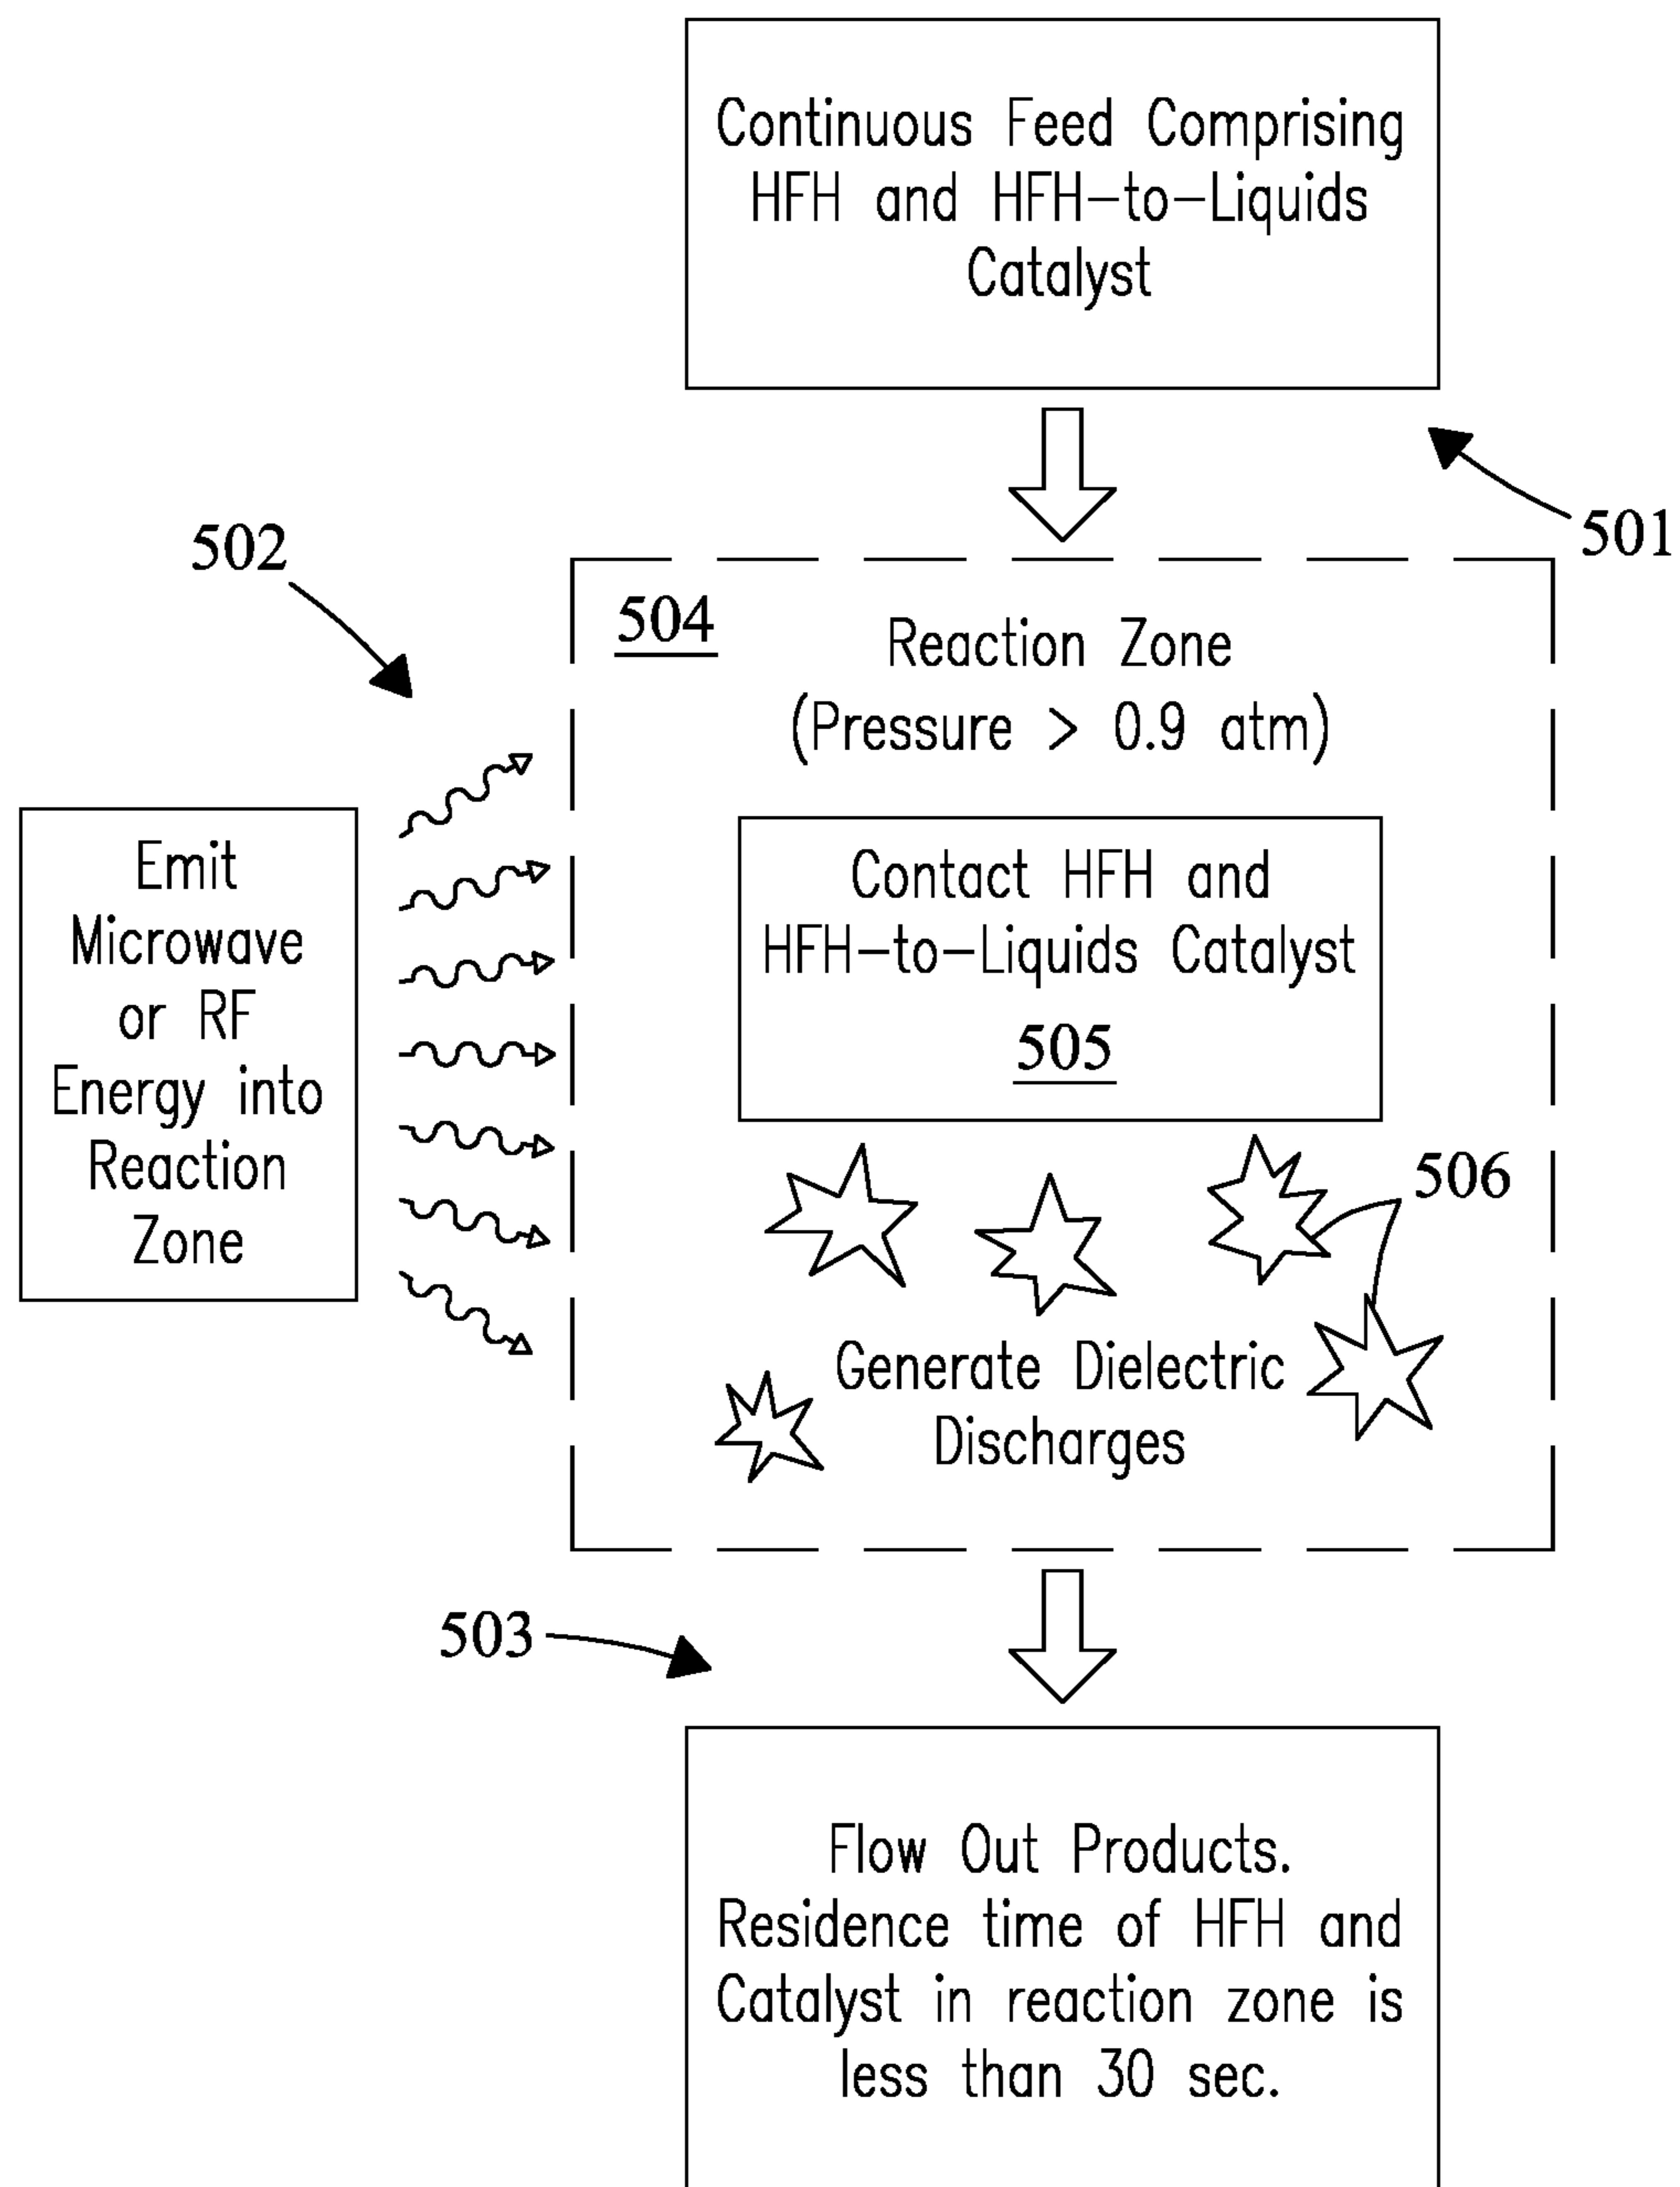 Continuous Feed Comprising
HFH and HFH-to-Liquids
Catalyst
501
502
504
Reaction Zone
(Pressure > 0.9 atm)
Emit
Microwave
or RF
Energy into
Reaction
Zone
Contact HFH and
HFH-to-Liquids Catalyst
505
506
Generate Dielectric
Discharges
503
Flow Out Products.
Residence time of HFH and
Catalyst in reaction zone is
less than 30 sec.